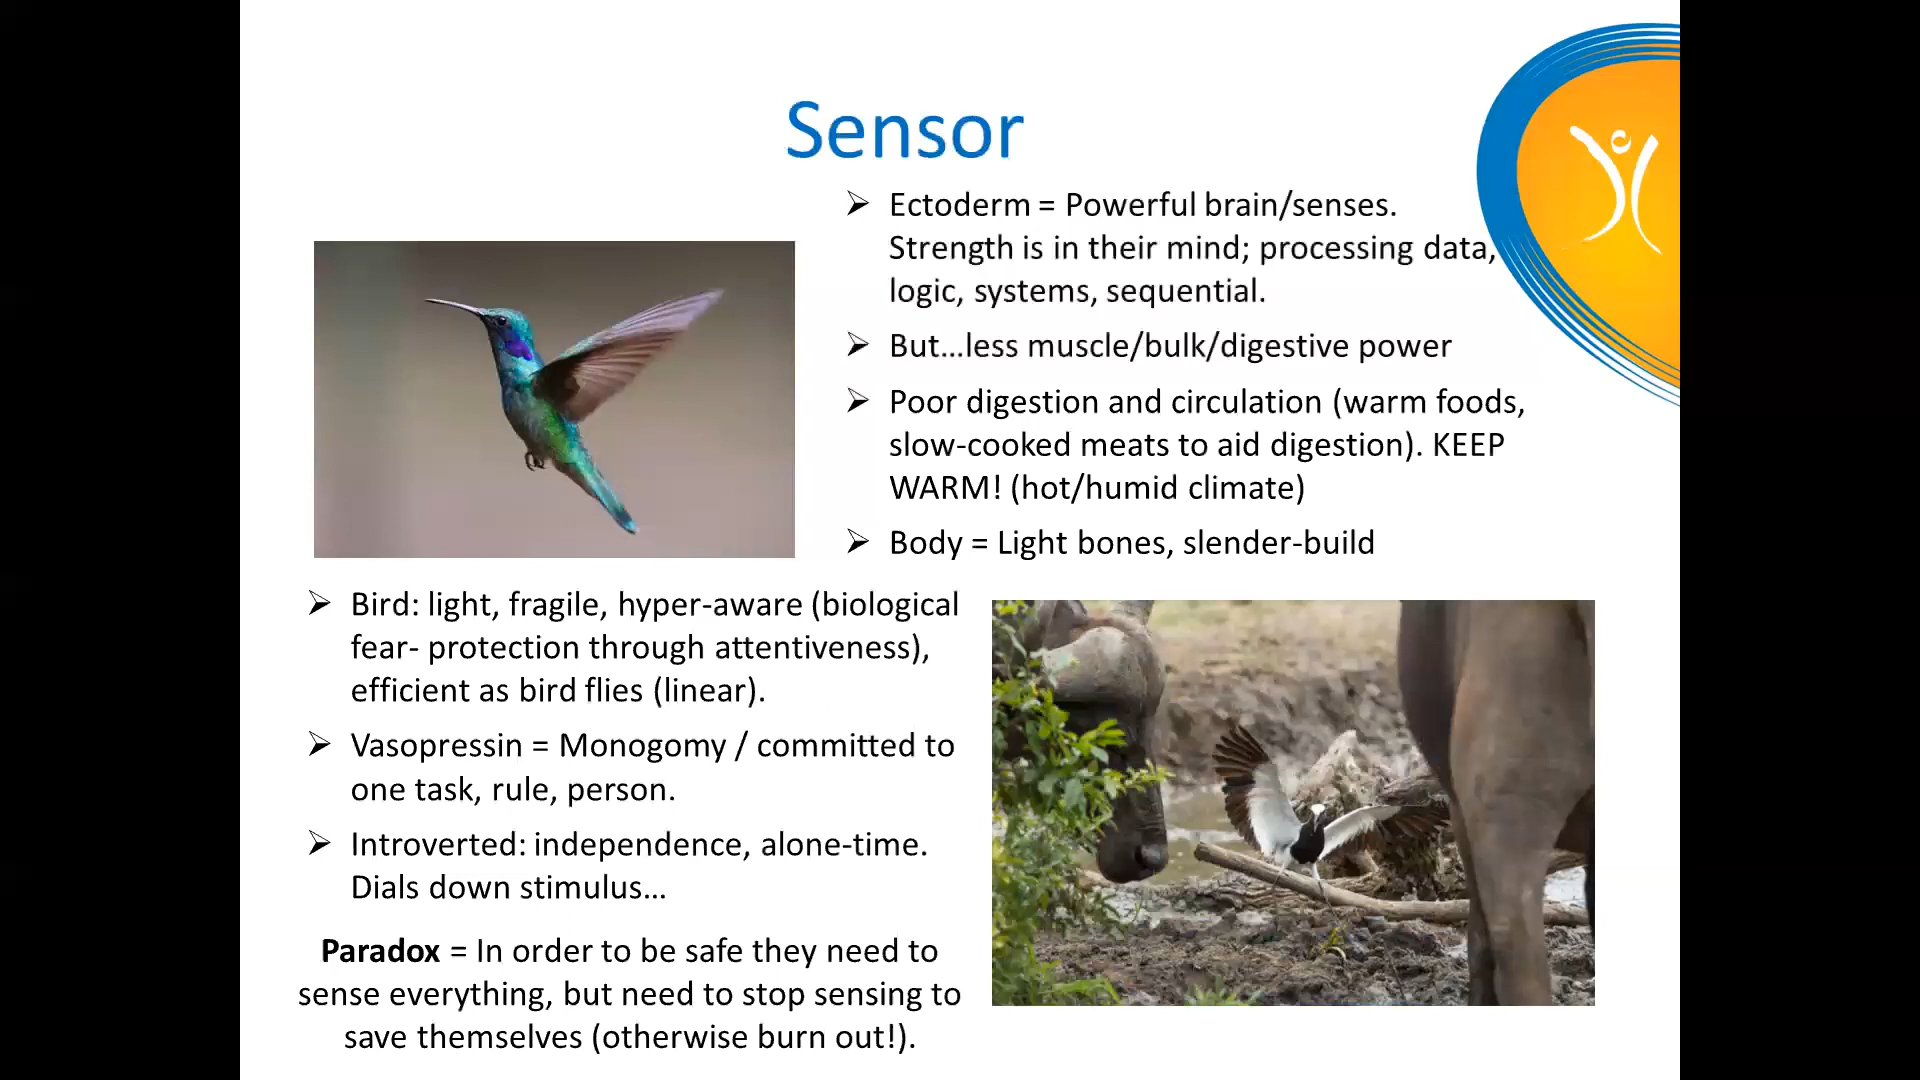 Sensor
➢ Ectoderm = Powerful brain/senses.
Strength is in their mind; processing data,
logic, systems, sequential.
➢ But...less muscle/bulk/digestive power
➢ Poor digestion and circulation (warm foods,
slow-cooked meats to aid digestion). KEEP
WARM! (hot/humid climate)
➢ Body = Light bones, slender-build
➢ Bird: light, fragile, hyper-aware (biological
fear- protection through attentiveness),
efficient as bird flies (linear).
➢ Vasopressin = Monogomy / committed to
one task, rule, person.
➢ Introverted: independence, alone-time.
Dials down stimulus...
Paradox = In order to be safe they need to
sense everything, but need to stop sensing to
save themselves (otherwise burn out!).